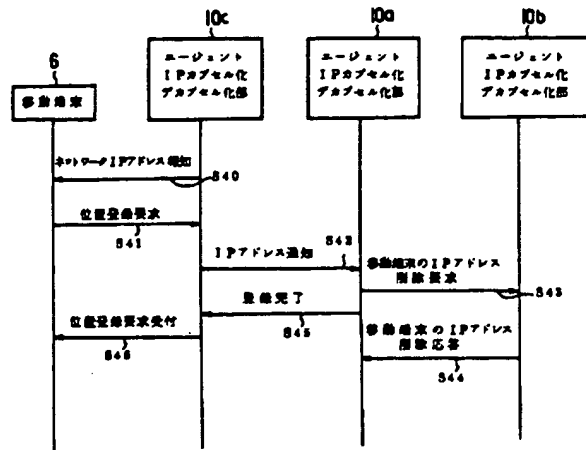 6
10c
10a
10b
移動端末
エージェント
IPカプセル化
デカプセル化部
エージェント
IPカプセル化
デカプセル化部
エージェント
IPカプセル化
デカプセル化部
ネットワークIPアドレス報知
S40
位置登録要求
S41
IPアドレス通知
S42
移動端末のIPアドレス
削除要求
S43
登録完了
S45
移動端末のIPアドレス
削除応答
S44
位置登録要求受付
S46